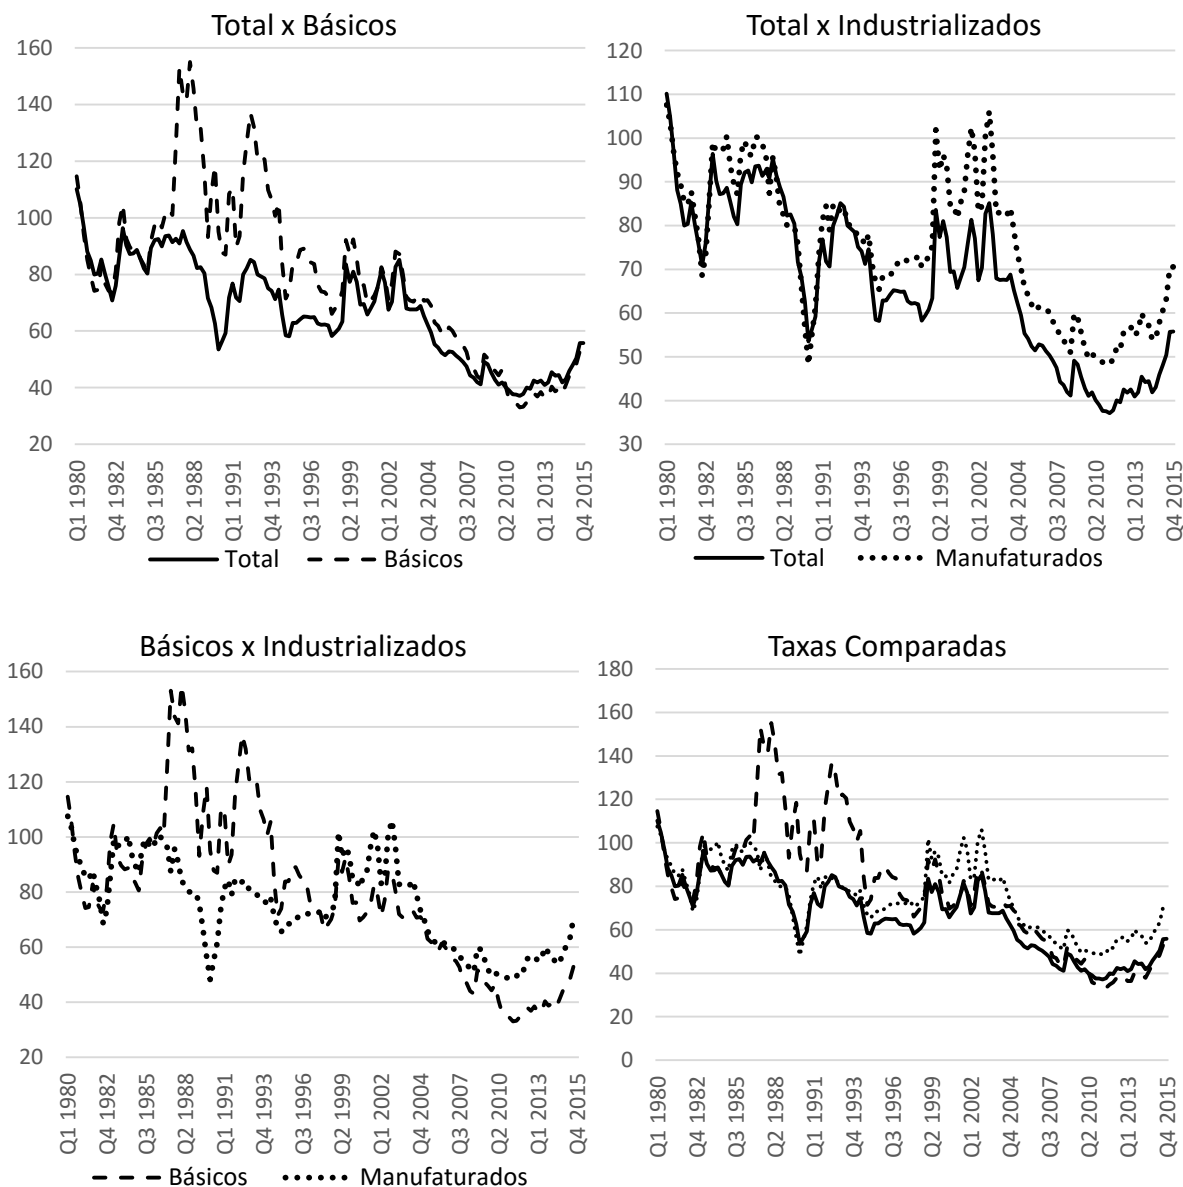 Total x Básicos
160
140
120
100
80
60
40
20
Q1 1980
Q4 1982
Q3 1985
Q2 1988
Q1 1991
Q4 1993
Q3 1996
Q2 1999
Q1 2002
Q4 2004
Q3 2007
Q2 2010
Q1 2013
Q4 2015
Total
Básicos
Total x Industrializados
120
110
100
90
80
70
60
50
40
30
Q1 1980
Q4 1982
Q3 1985
Q2 1988
Q1 1991
Q4 1993
Q3 1996
Q2 1999
Q1 2002
Q4 2004
Q3 2007
Q2 2010
Q1 2013
Q4 2015
Total
Manufaturados
Básicos x Industrializados
160
140
120
100
80
60
40
20
Q1 1980
Q4 1982
Q3 1985
Q2 1988
Q1 1991
Q4 1993
Q3 1996
Q2 1999
Q1 2002
Q4 2004
Q3 2007
Q2 2010
Q1 2013
Q4 2015
Básicos
Manufaturados
Taxas Comparadas
180
160
140
120
100
80
60
40
20
0
Q1 1980
Q4 1982
Q3 1985
Q2 1988
Q1 1991
Q4 1993
Q3 1996
Q2 1999
Q1 2002
Q4 2004
Q3 2007
Q2 2010
Q1 2013
Q4 2015